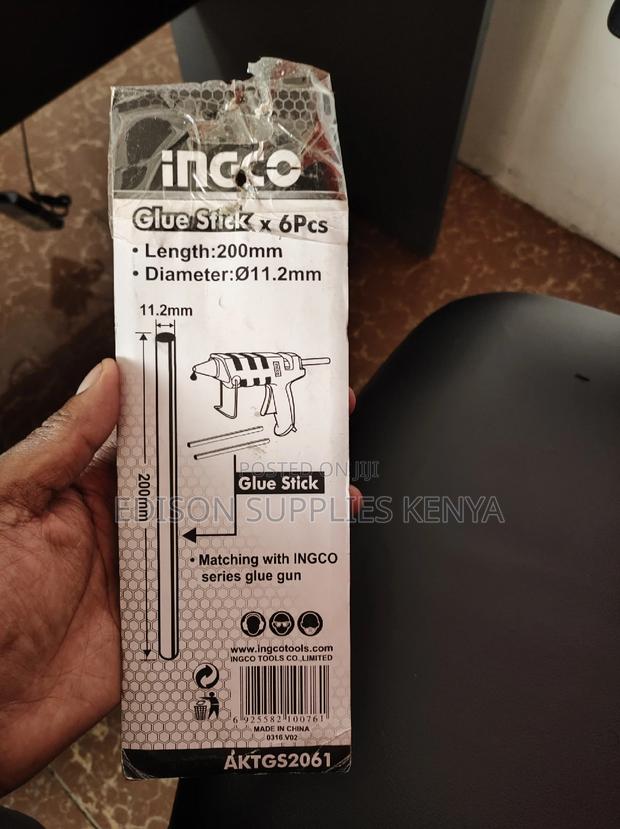 INGCO
Glue Stick x 6Pcs
• Length:200mm
• Diameter:Ø11.2mm
11.2mm
200mm
POSTED ON JIJI
Glue Stick
EDISON SUPPLIES KENYA
• Matching with INGCO
series glue gun
www.ingcotools.com
INGCO TOOLS CO.,LIMITED
6 925582 100761
MADE IN CHINA
0316.V02
AKTGS2061